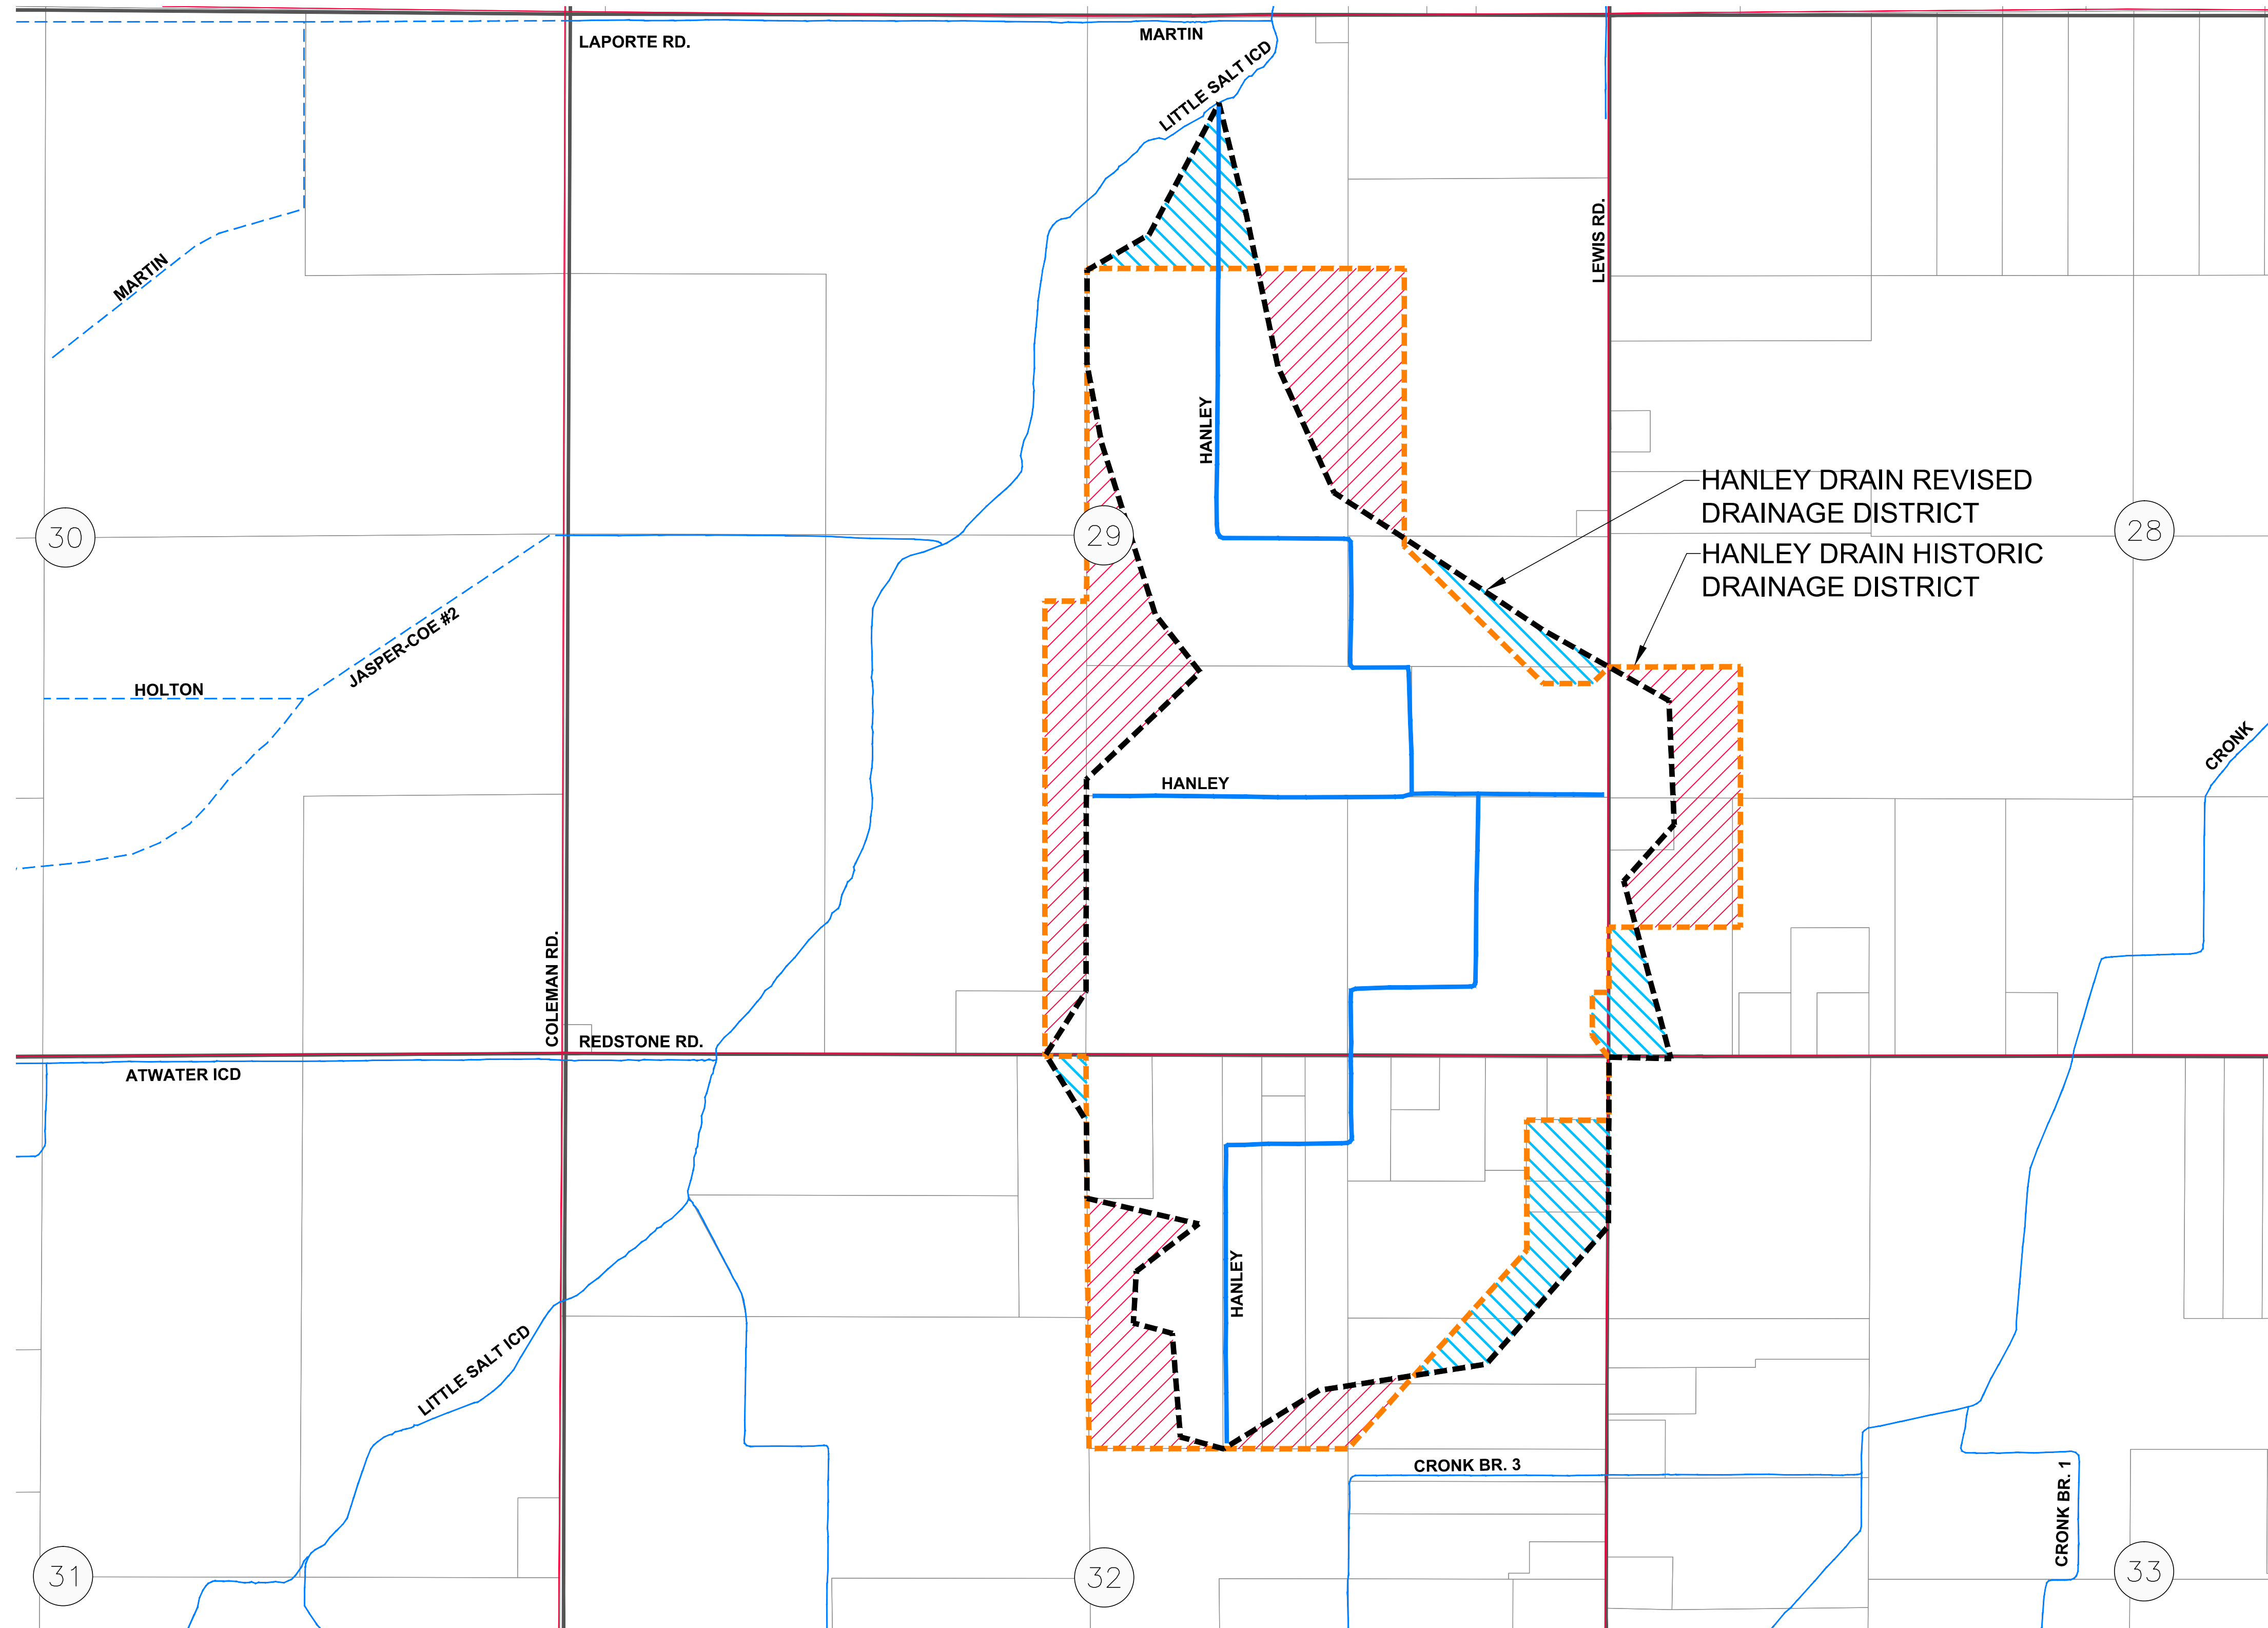 LAPORTE RD.
MARTIN
LITTLE SALT ICD
LEWIS RD.
MARTIN
HANLEY
HANLEY DRAIN REVISED
DRAINAGE DISTRICT
30
29
28
HANLEY DRAIN HISTORIC
DRAINAGE DISTRICT
JASPER-COE #2
HOLTON
CRONK
HANLEY
COLEMAN RD.
REDSTONE RD.
ATWATER ICD
HANLEY
LITTLE SALT ICD
CRONK BR. 3
CRONK BR. 1
31
32
33